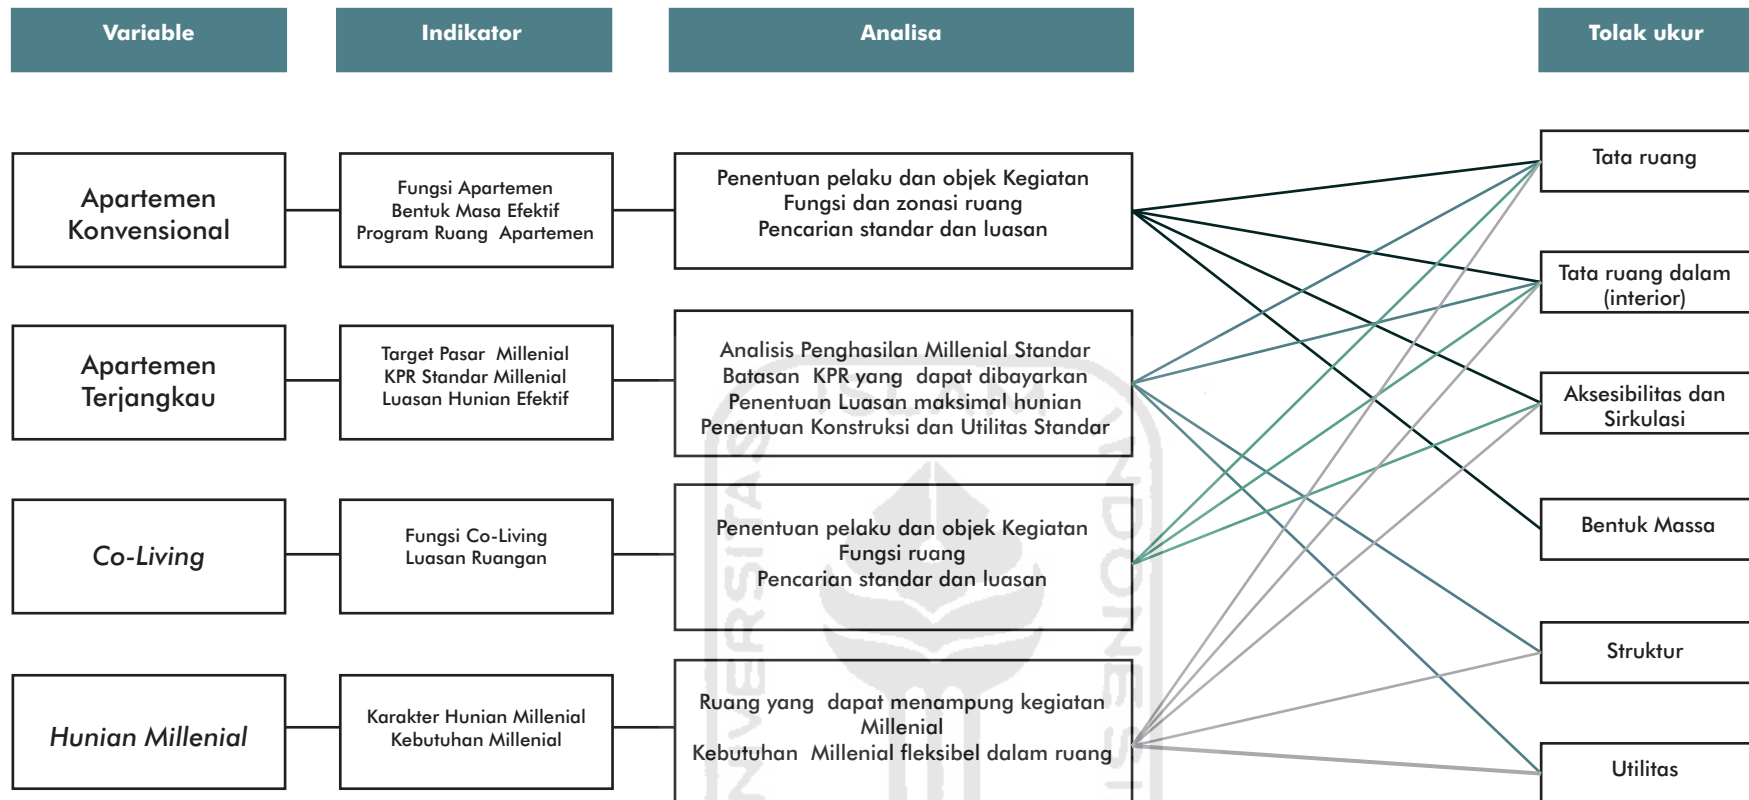 Variable
Indikator
Analisa
Tolak ukur
Apartemen
Konvensional
Fungsi Apartemen
Bentuk Masa Efektif
Program Ruang Apartemen
Penentuan pelaku dan objek Kegiatan
Fungsi dan zonasi ruang
Pencarian standar dan luasan
Apartemen
Terjangkau
Target Pasar Millenial
KPR Standar Millenial
Luasan Hunian Efektif
Analisis Penghasilan Millenial Standar
Batasan KPR yang dapat dibayarkan
Penentuan Luasan maksimal hunian
Penentuan Konstruksi dan Utilitas Standar
Co-Living
Fungsi Co-Living
Luasan Ruangan
Penentuan pelaku dan objek Kegiatan
Fungsi ruang
Pencarian standar dan luasan
Hunian Millenial
Karakter Hunian Millenial
Kebutuhan Millenial
Ruang yang dapat menampung kegiatan
Millenial
Kebutuhan Millenial fleksibel dalam ruang
Tata ruang
Tata ruang dalam
(interior)
Aksesibilitas dan
Sirkulasi
Bentuk Massa
Struktur
Utilitas
UNIVERSITAS
ISLAM
INDONESIA